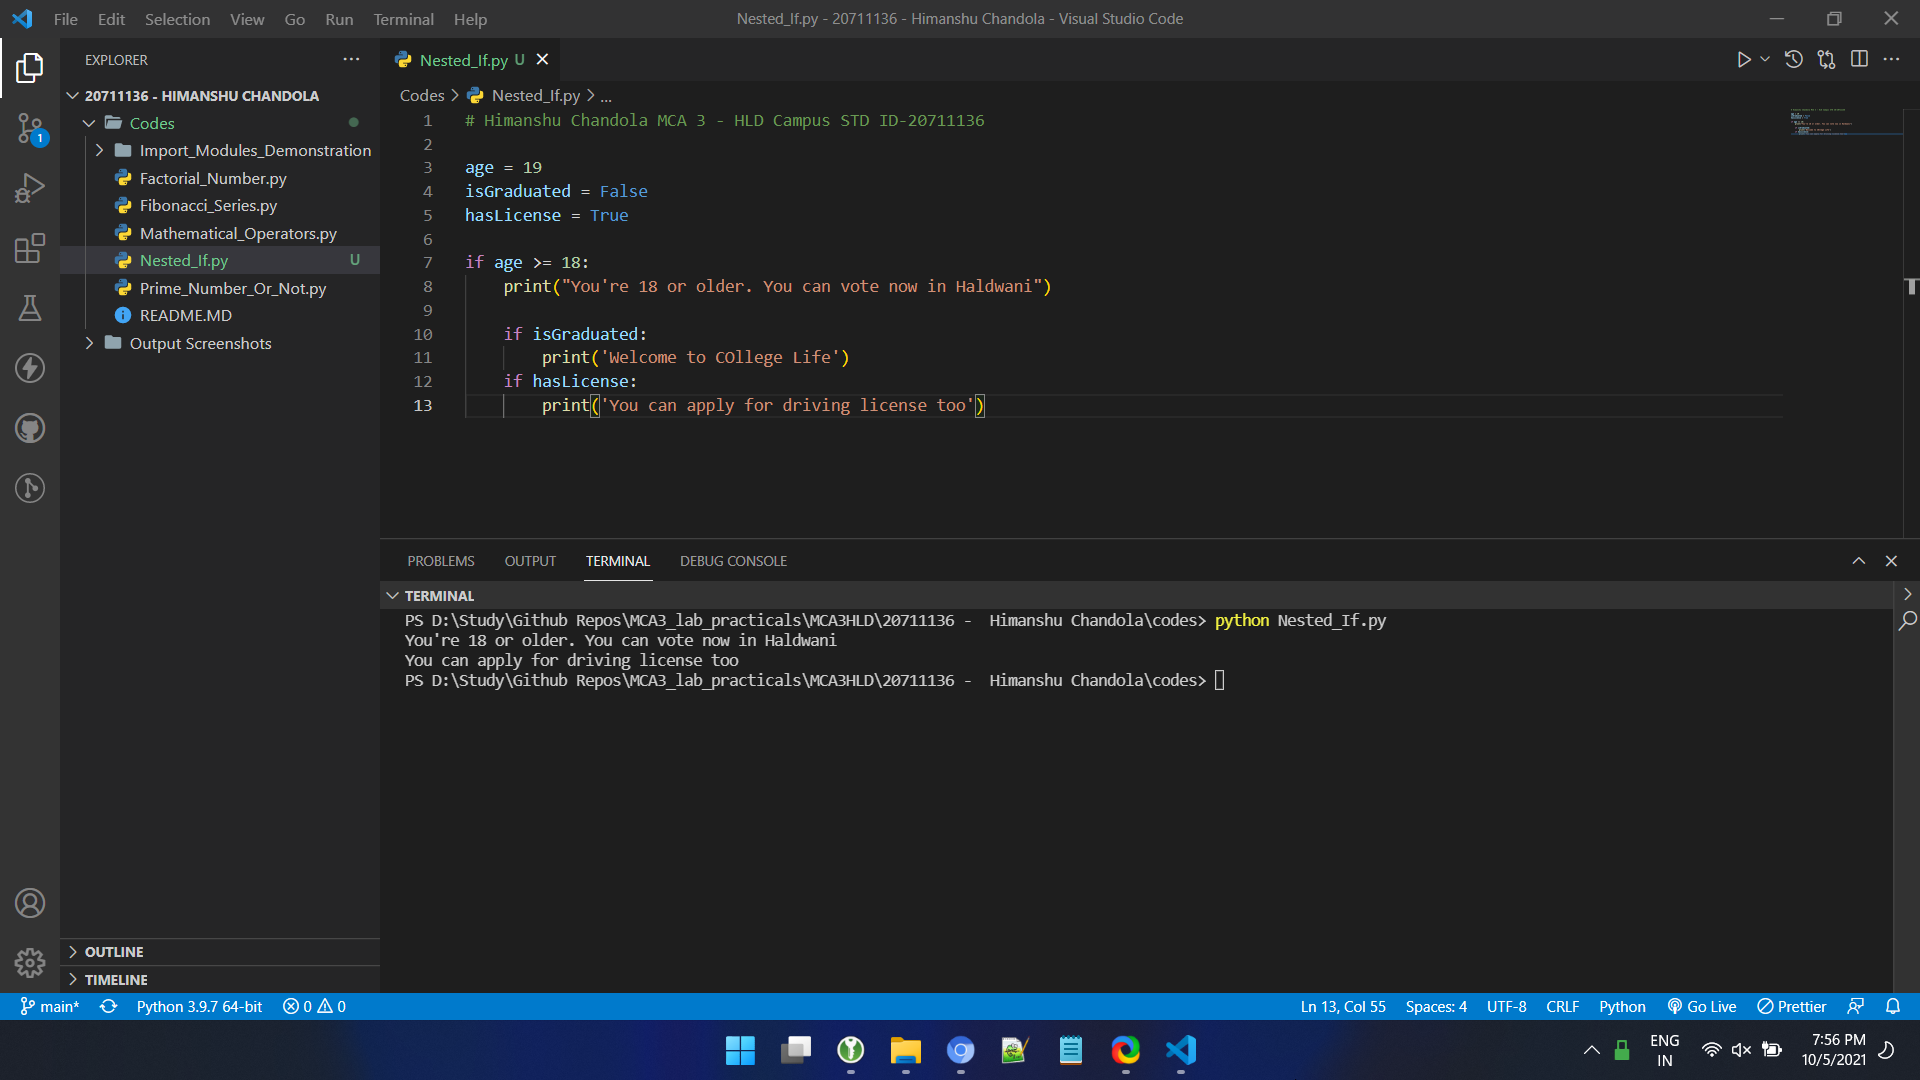 File Edit Selection View Go Run Terminal Help
Nested_If.py - 20711136 - Himanshu Chandola - Visual Studio Code
EXPLORER
20711136 - HIMANSHU CHANDOLA
Codes
Import_Modules_Demonstration
Factorial_Number.py
Fibonacci_Series.py
Mathematical_Operators.py
Nested_If.py U
Prime_Number_Or_Not.py
README.MD
Output Screenshots
OUTLINE
TIMELINE
1
Nested_If.py U
Codes > Nested_If.py > ...
1 # Himanshu Chandola MCA 3 - HLD Campus STD ID-20711136
2
3 age = 19
4 isGraduated = False
5 hasLicense = True
6
7 if age >= 18:
8 print("You're 18 or older. You can vote now in Haldwani")
9
10 if isGraduated:
11 print('Welcome to COllege Life')
12 if hasLicense:
13 print('You can apply for driving license too')
PROBLEMS OUTPUT TERMINAL DEBUG CONSOLE
TERMINAL
PS D:\Study\Github Repos\MCA3_lab_practicals\MCA3HLD\20711136 -  Himanshu Chandola\codes> python Nested_If.py
You're 18 or older. You can vote now in Haldwani
You can apply for driving license too
PS D:\Study\Github Repos\MCA3_lab_practicals\MCA3HLD\20711136 -  Himanshu Chandola\codes>
main* Python 3.9.7 64-bit 0 0 Ln 13, Col 55 Spaces: 4 UTF-8 CRLF Python Go Live Prettier
ENG
IN
7:56 PM
10/5/2021